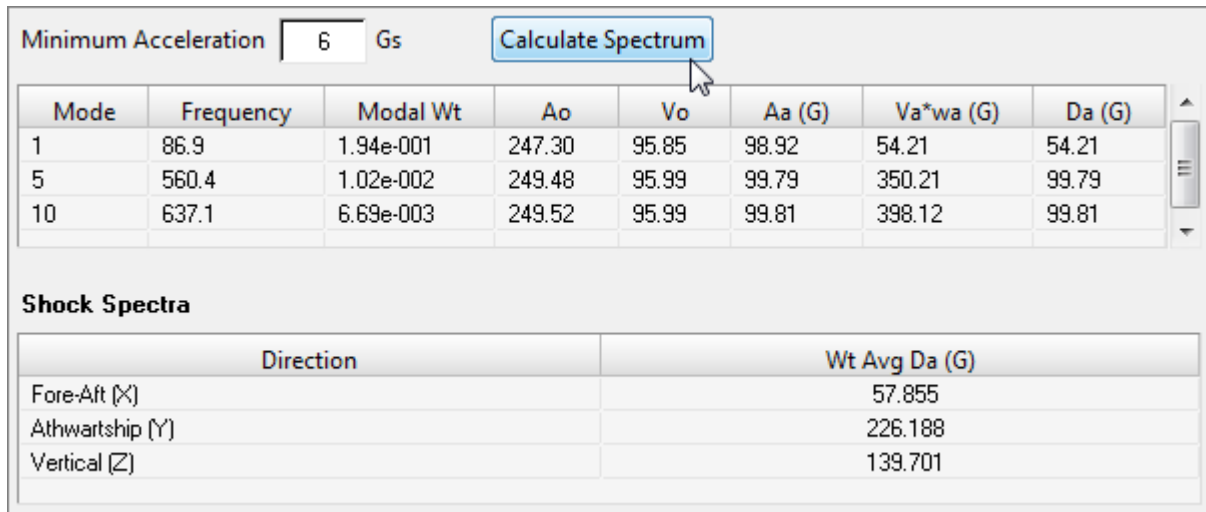 Minimum Acceleration 6 Gs Calculate Spectrum
Mode Frequency Modal Wt Ao Vo Aa (G) Va*wa (G) Da (G)
1 86.9 1.94e-001 247.30 95.85 98.92 54.21 54.21
5 560.4 1.02e-002 249.48 95.99 99.79 350.21 99.79
10 637.1 6.69e-003 249.52 95.99 99.81 398.12 99.81
Shock Spectra
Direction Wt Avg Da (G)
Fore-Aft (X) 57.855
Athwartship (Y) 226.188
Vertical (Z) 139.701